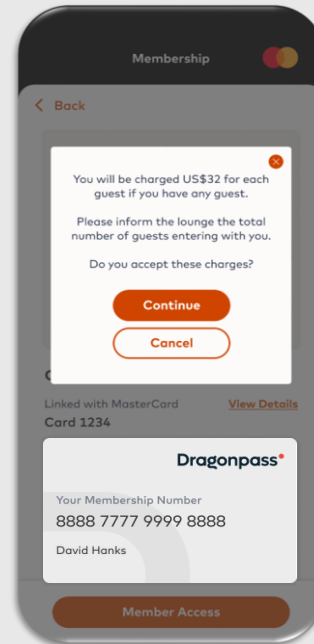 Membership
Back
You will be charged US$32 for each
guest if you have any guest.
Please inform the lounge the total
number of guests entering with you.
Do you accept these charges?
Continue
Cancel
Linked with MasterCard
View Details
Card 1234
Dragonpass
Your Membership Number
8888 7777 9999 8888
David Hanks
Member Access